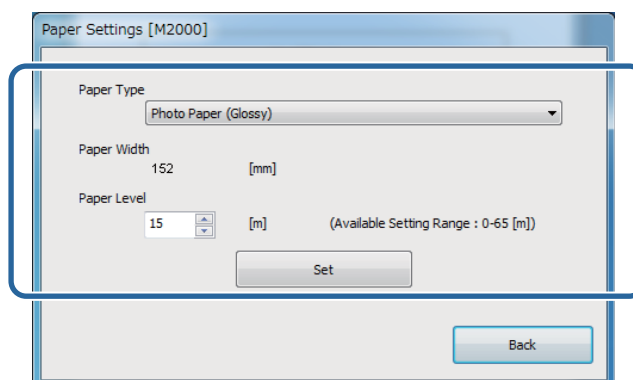 Paper Settings [M2000]
Paper Type
Photo Paper (Glossy)
Paper Width
152 [mm]
Paper Level
15 [m] (Available Setting Range : 0-65 [m])
Set
Back